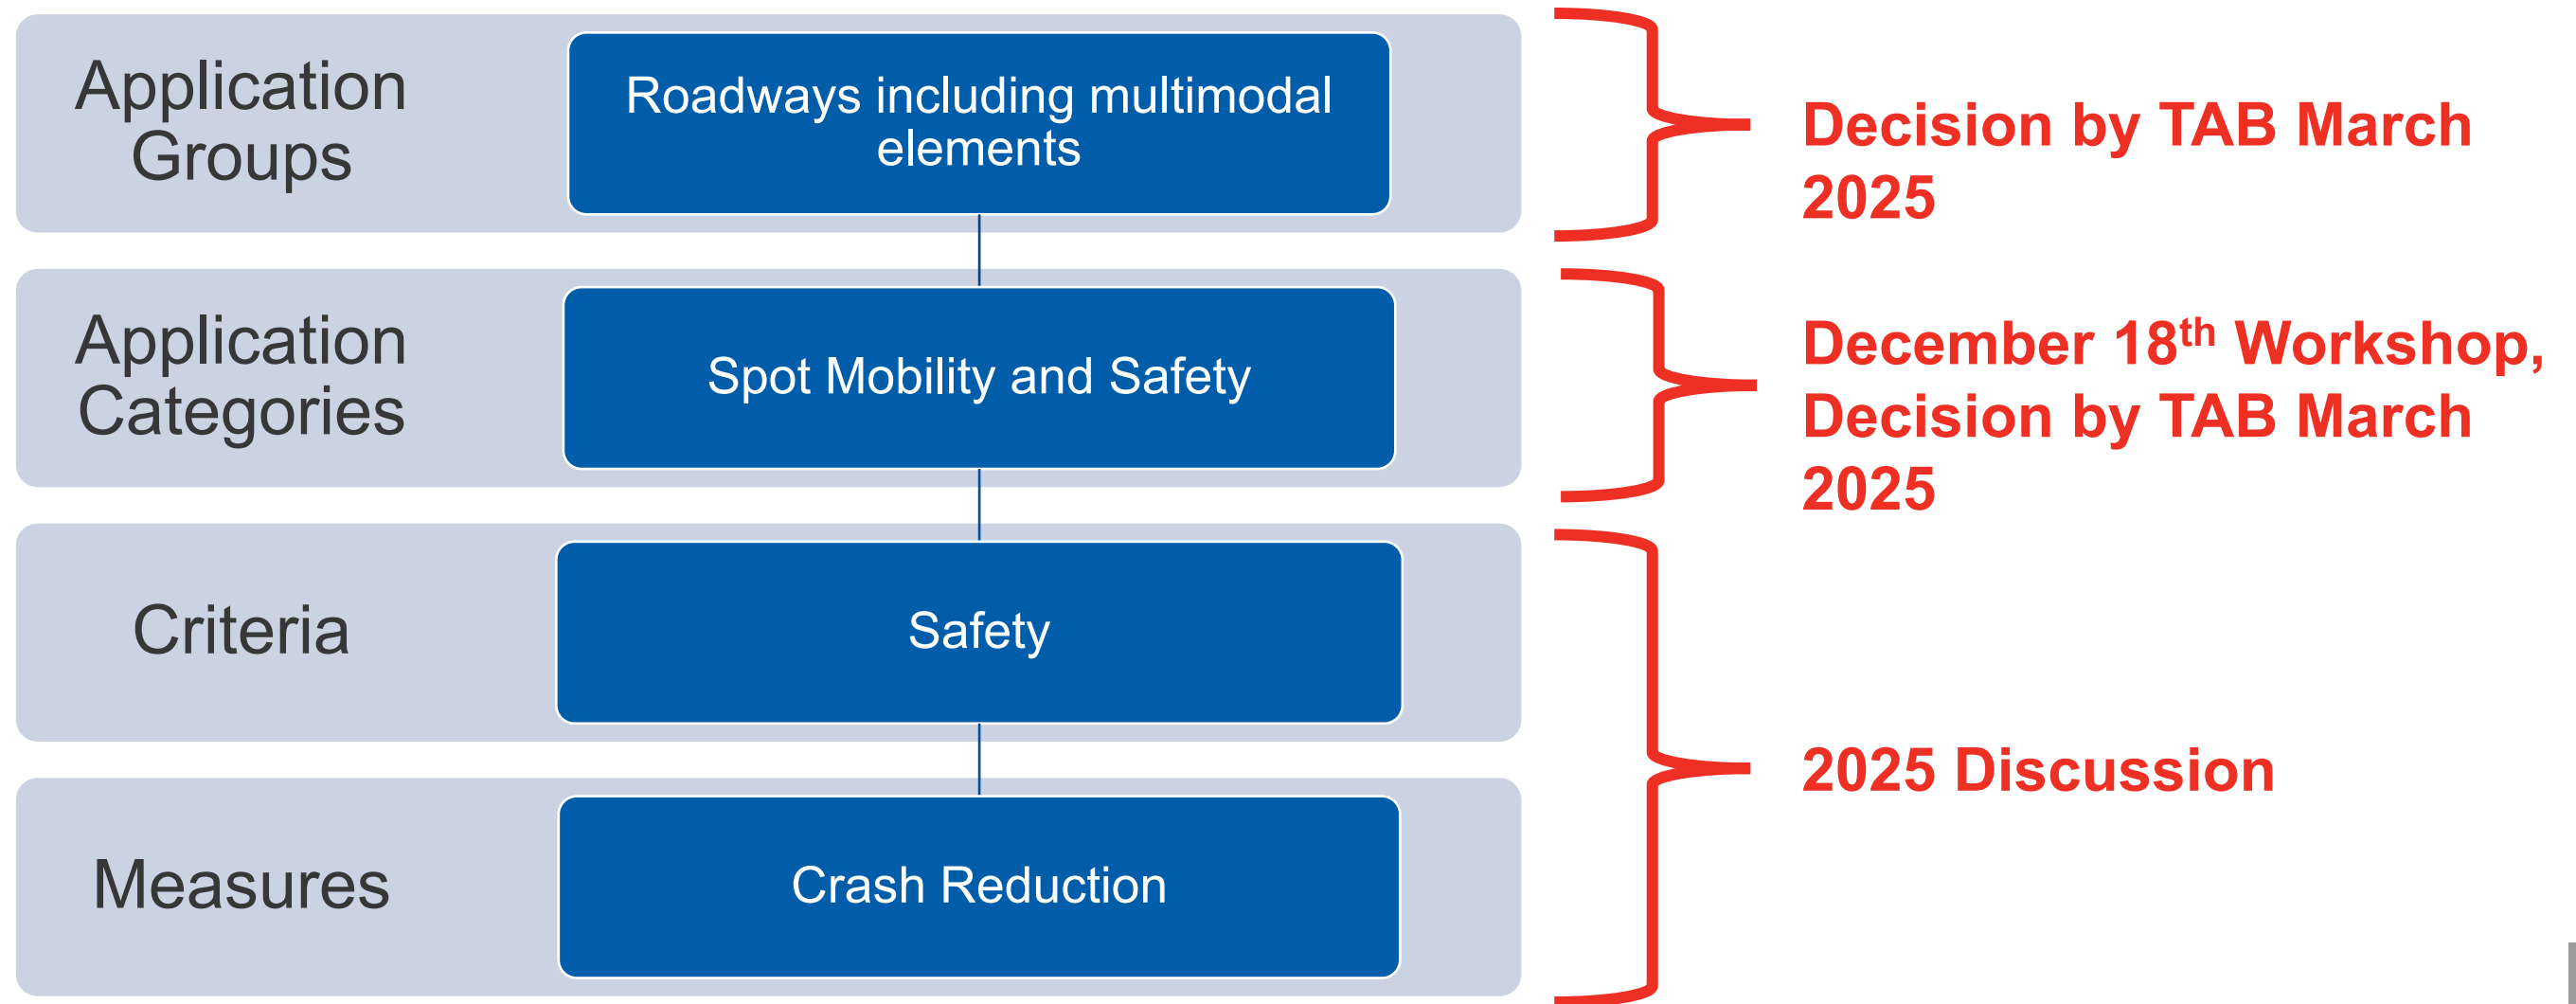 Application
Groups
Roadways including multimodal
elements
Decision by TAB March
2025
Application
Categories
Spot Mobility and Safety
December 18th Workshop,
Decision by TAB March
2025
Criteria
Safety
2025 Discussion
Measures
Crash Reduction